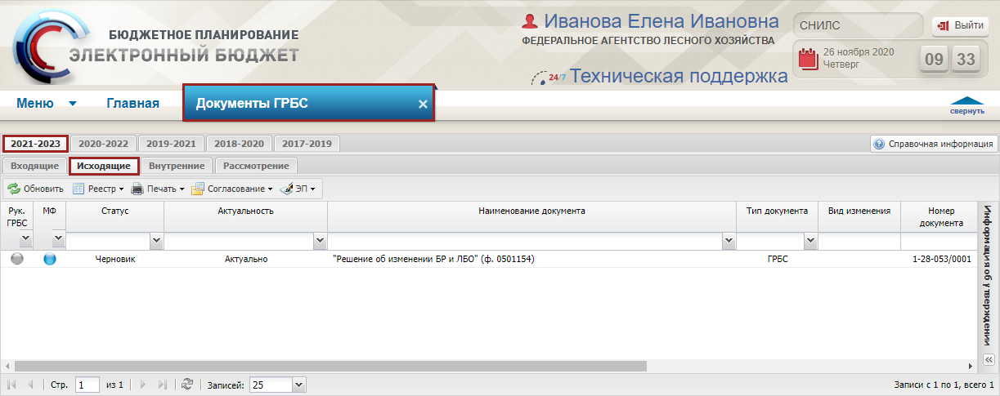 БЮДЖЕТНОЕ ПЛАНИРОВАНИЕ
ЭЛЕКТРОННЫЙ БЮДЖЕТ
Иванова Елена Ивановна
ФЕДЕРАЛЬНОЕ АГЕНТСТВО ЛЕСНОГО ХОЗЯЙСТВА
24/7 Техническая поддержка
СНИЛС
Выйти
26 ноября 2020
Четверг
09 33
Меню Главная Документы ГРБС
свернуть
2021-2023 2020-2022 2019-2021 2018-2020 2017-2019 Справочная информация
Входящие Исходящие Внутренние Рассмотрение
Обновить Реестр Печать Согласование ЭП
Рук. ГРБС
МФ
Статус
Актуальность
Наименование документа
Тип документа
Вид изменения
Номер документа
Черновик Актуально "Решение об изменении БР и ЛБО" (ф. 0501154) ГРБС 1-28-053/0001
Информация об утверждении
Стр. 1 из 1 Записей: 25 Записи с 1 по 1, всего 1